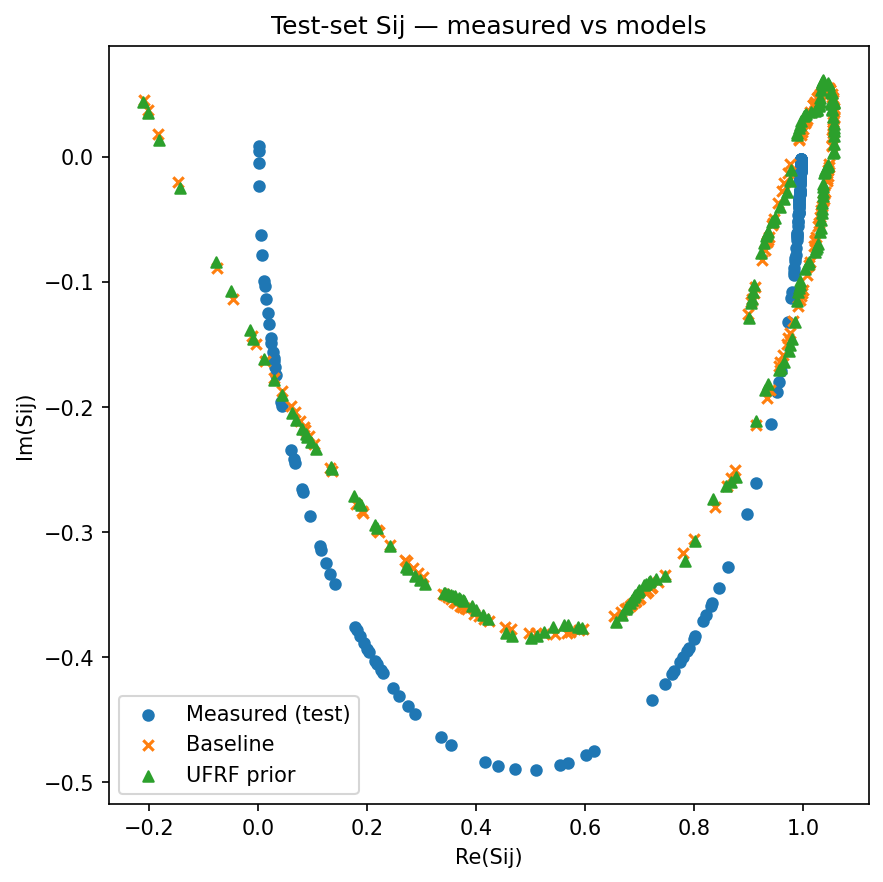 Test-set Sij — measured vs models
Im(Sij)
0.0
−0.1
−0.2
−0.3
−0.4
−0.5
Measured (test)
Baseline
UFRF prior
−0.2
0.0
0.2
0.4
0.6
0.8
1.0
Re(Sij)